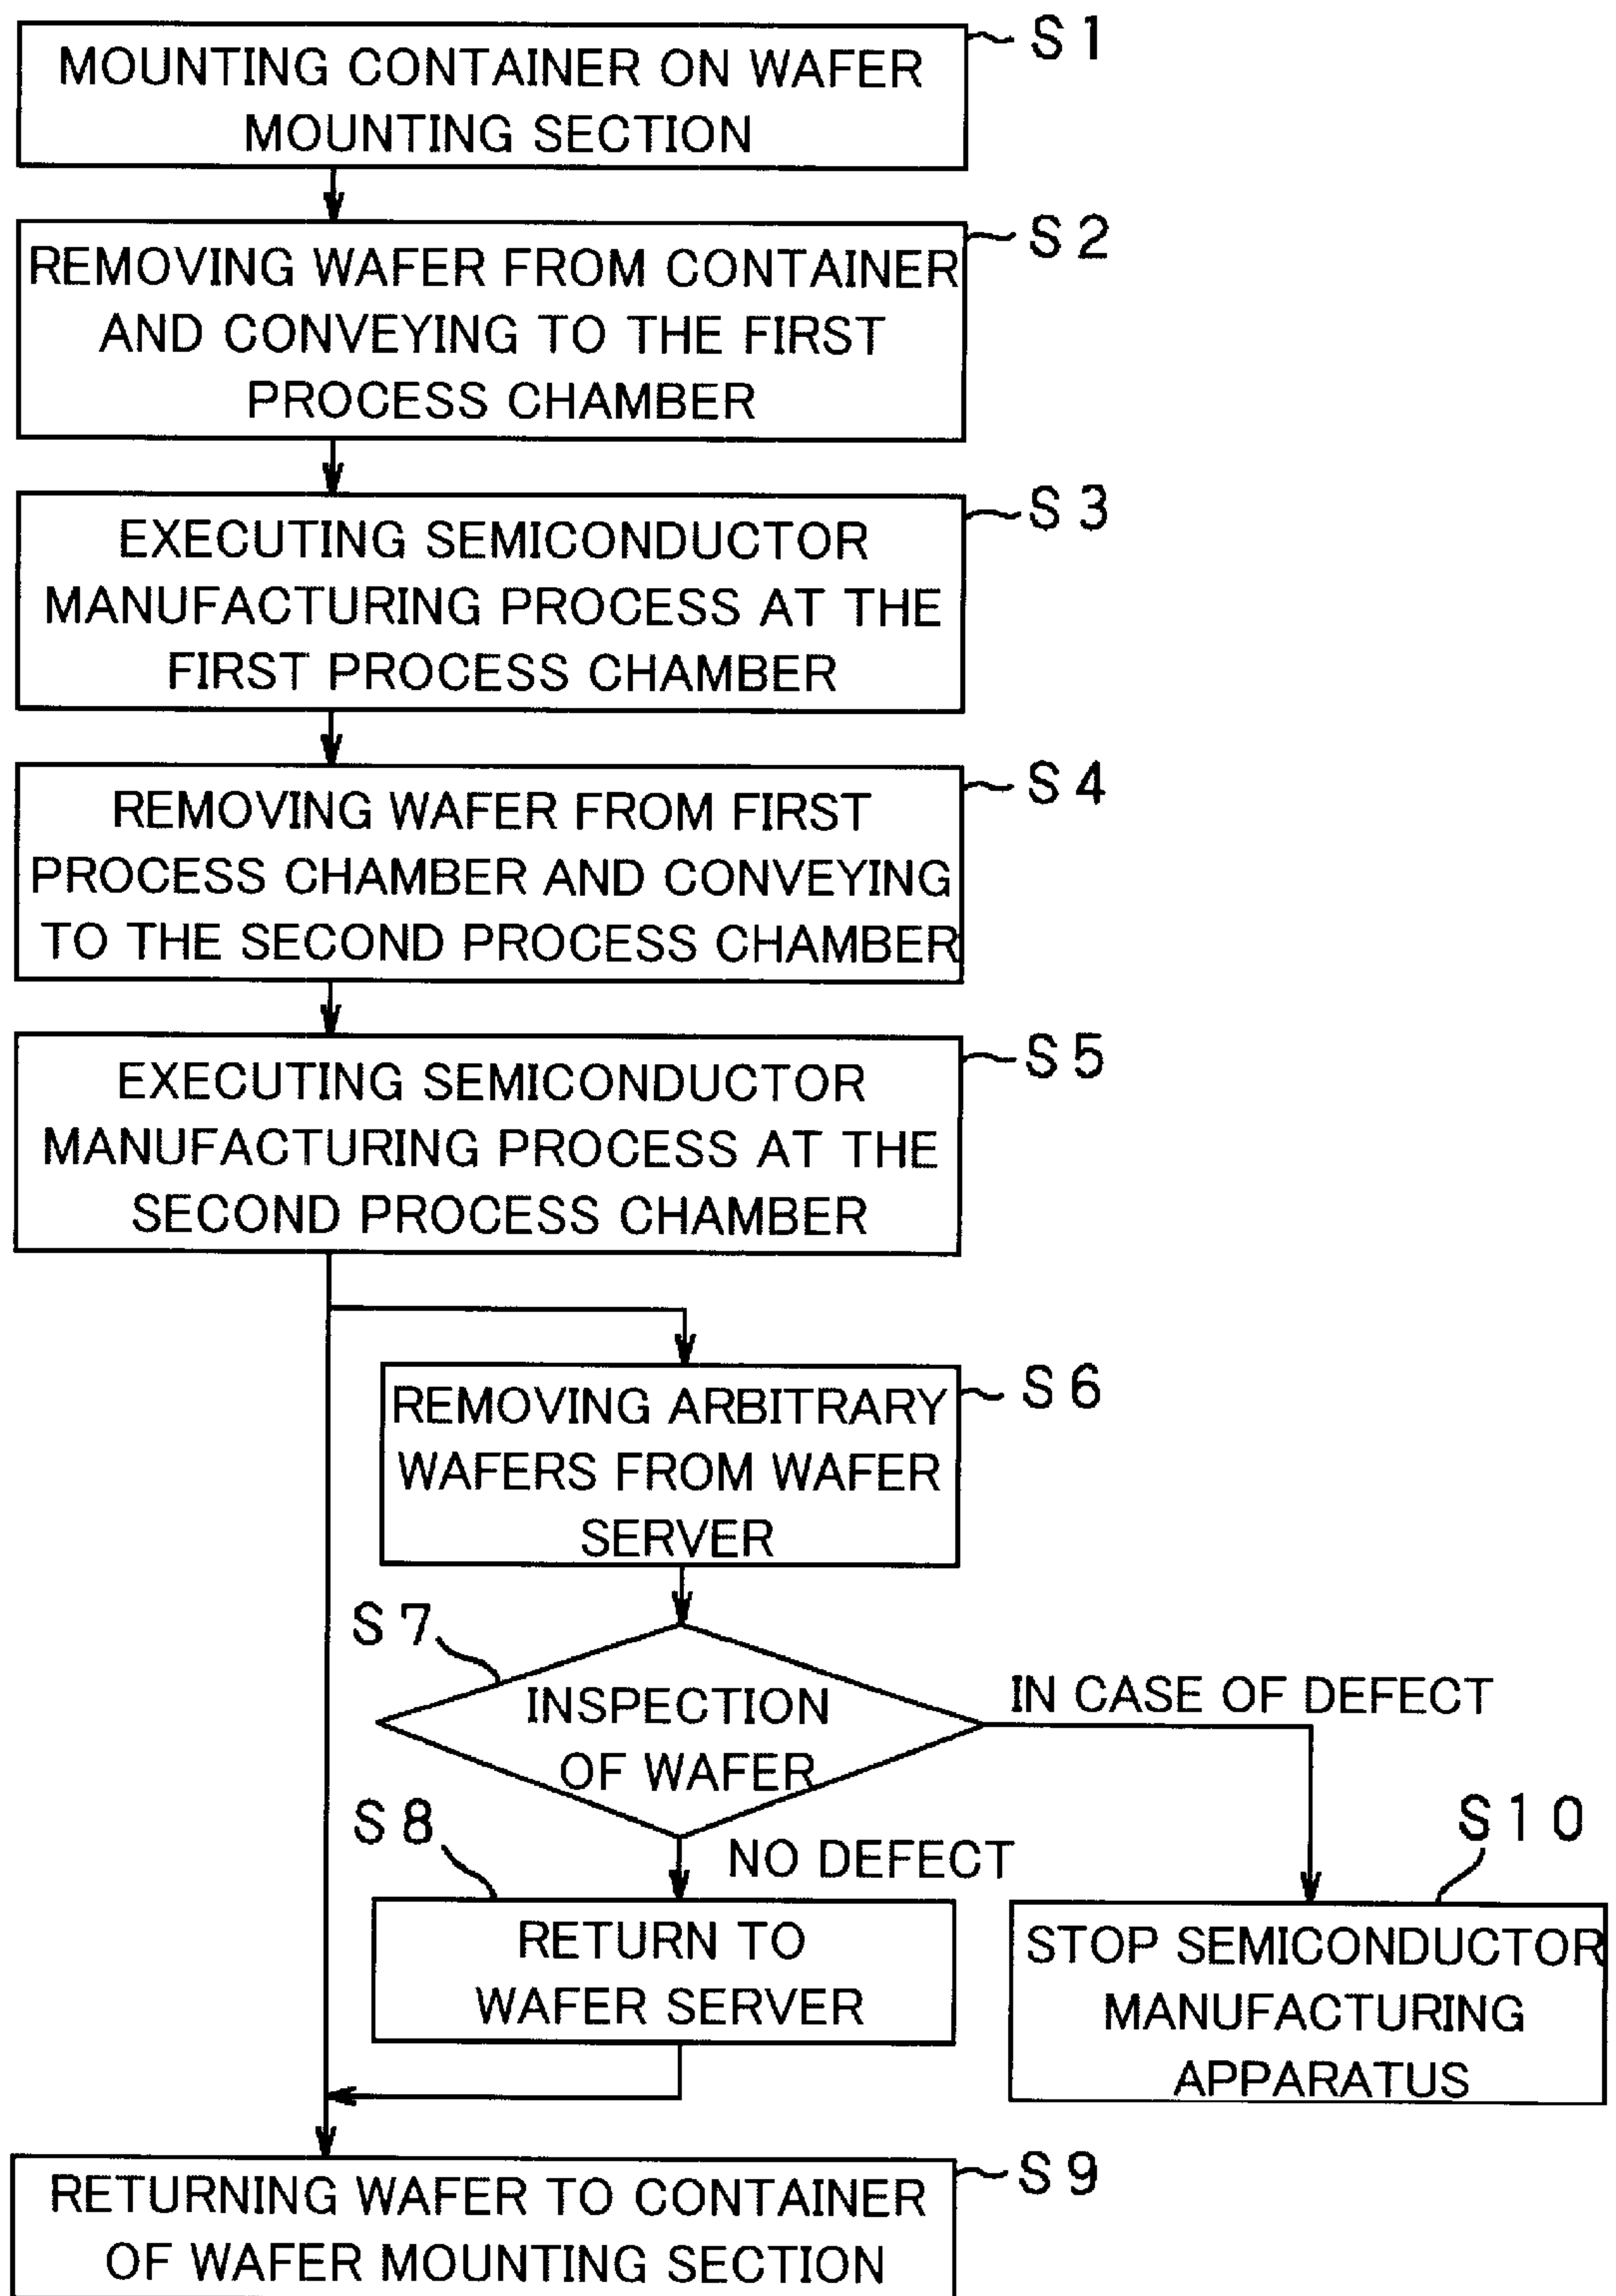 S1
MOUNTING CONTAINER ON WAFER
MOUNTING SECTION
S2
REMOVING WAFER FROM CONTAINER
AND CONVEYING TO THE FIRST
PROCESS CHAMBER
S3
EXECUTING SEMICONDUCTOR
MANUFACTURING PROCESS AT THE
FIRST PROCESS CHAMBER
S4
REMOVING WAFER FROM FIRST
PROCESS CHAMBER AND CONVEYING
TO THE SECOND PROCESS CHAMBER
S5
EXECUTING SEMICONDUCTOR
MANUFACTURING PROCESS AT THE
SECOND PROCESS CHAMBER
S6
REMOVING ARBITRARY
WAFERS FROM WAFER
SERVER
S7
INSPECTION
OF WAFER
IN CASE OF DEFECT
NO DEFECT
S8
RETURN TO
WAFER SERVER
S10
STOP SEMICONDUCTOR
MANUFACTURING
APPARATUS
S9
RETURNING WAFER TO CONTAINER
OF WAFER MOUNTING SECTION